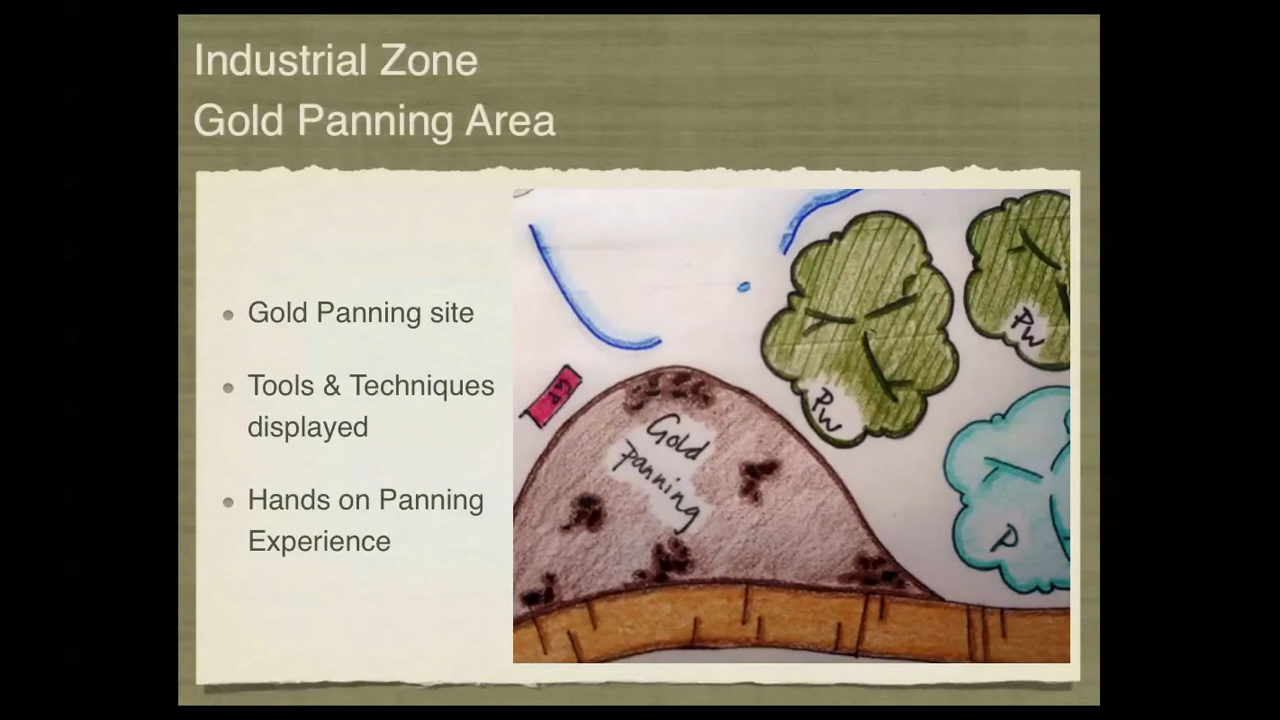 Industrial Zone
Gold Panning Area
Gold Panning site
Tools & Techniques
displayed
Hands on Panning
Experience
GP
Gold
panning
PW
PW
P